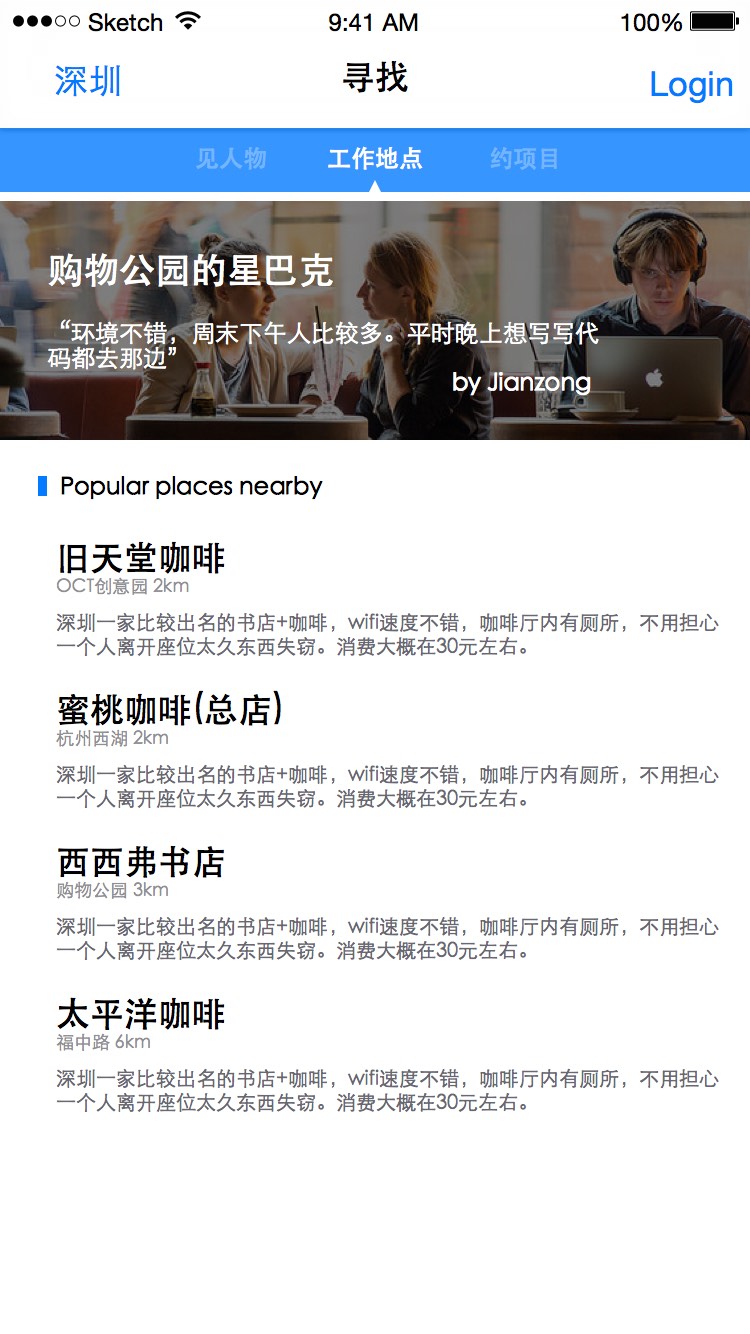 Sketch 9:41 AM 100%
深圳 寻找 Login
见人物 工作地点 约项目
购物公园的星巴克
“环境不错，周末下午人比较多。平时晚上想写写代
码都去那边”
by Jianzong
Popular places nearby
旧天堂咖啡
OCT创意园 2km
深圳一家比较出名的书店+咖啡，wifi速度不错，咖啡厅内有厕所，不用担心
一个人离开座位太久东西失窃。消费大概在30元左右。
蜜桃咖啡(总店)
杭州西湖 2km
深圳一家比较出名的书店+咖啡，wifi速度不错，咖啡厅内有厕所，不用担心
一个人离开座位太久东西失窃。消费大概在30元左右。
西西弗书店
购物公园 3km
深圳一家比较出名的书店+咖啡，wifi速度不错，咖啡厅内有厕所，不用担心
一个人离开座位太久东西失窃。消费大概在30元左右。
太平洋咖啡
福中路 6km
深圳一家比较出名的书店+咖啡，wifi速度不错，咖啡厅内有厕所，不用担心
一个人离开座位太久东西失窃。消费大概在30元左右。